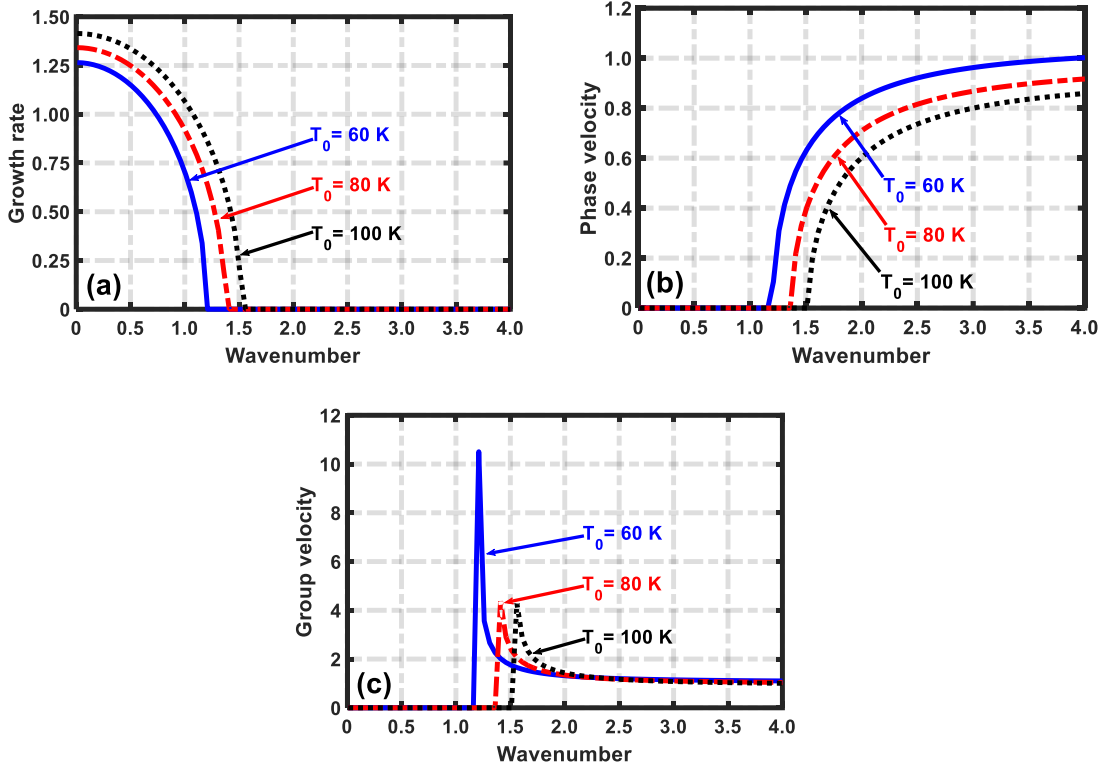 1.50
1.25
1.00
0.75
0.50
0.25
0
Growth rate
T0= 60 K
T0= 80 K
T0= 100 K
(a)
0 0.5 1.0 1.5 2.0 2.5 3.0 3.5 4.0
Wavenumber
1.2
1.0
0.8
0.6
0.4
0.2
0
Phase velocity
T0= 60 K
T0= 80 K
T0= 100 K
(b)
0 0.5 1.0 1.5 2.0 2.5 3.0 3.5 4.0
Wavenumber
12
10
8
6
4
2
0
Group velocity
T0= 60 K
T0= 80 K
T0= 100 K
(c)
0 0.5 1.0 1.5 2.0 2.5 3.0 3.5 4.0
Wavenumber